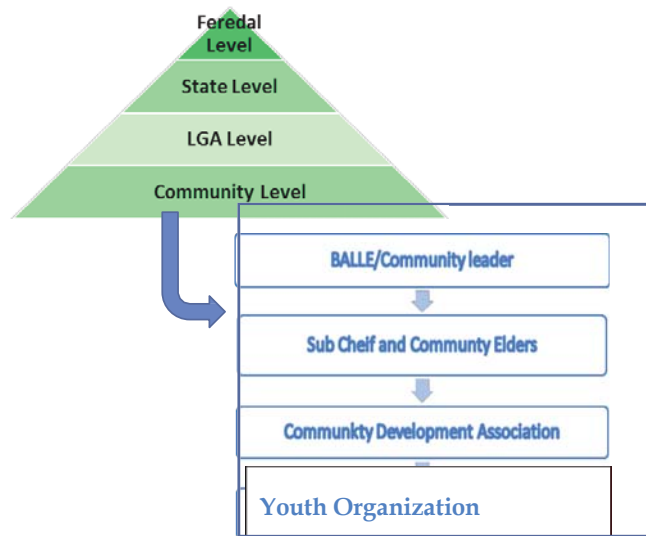 Feredal
Level
State Level
LGA Level
Community Level
BALLE/Community leader
Sub Cheif and Communty Elders
Communkty Development Association
Youth Organization